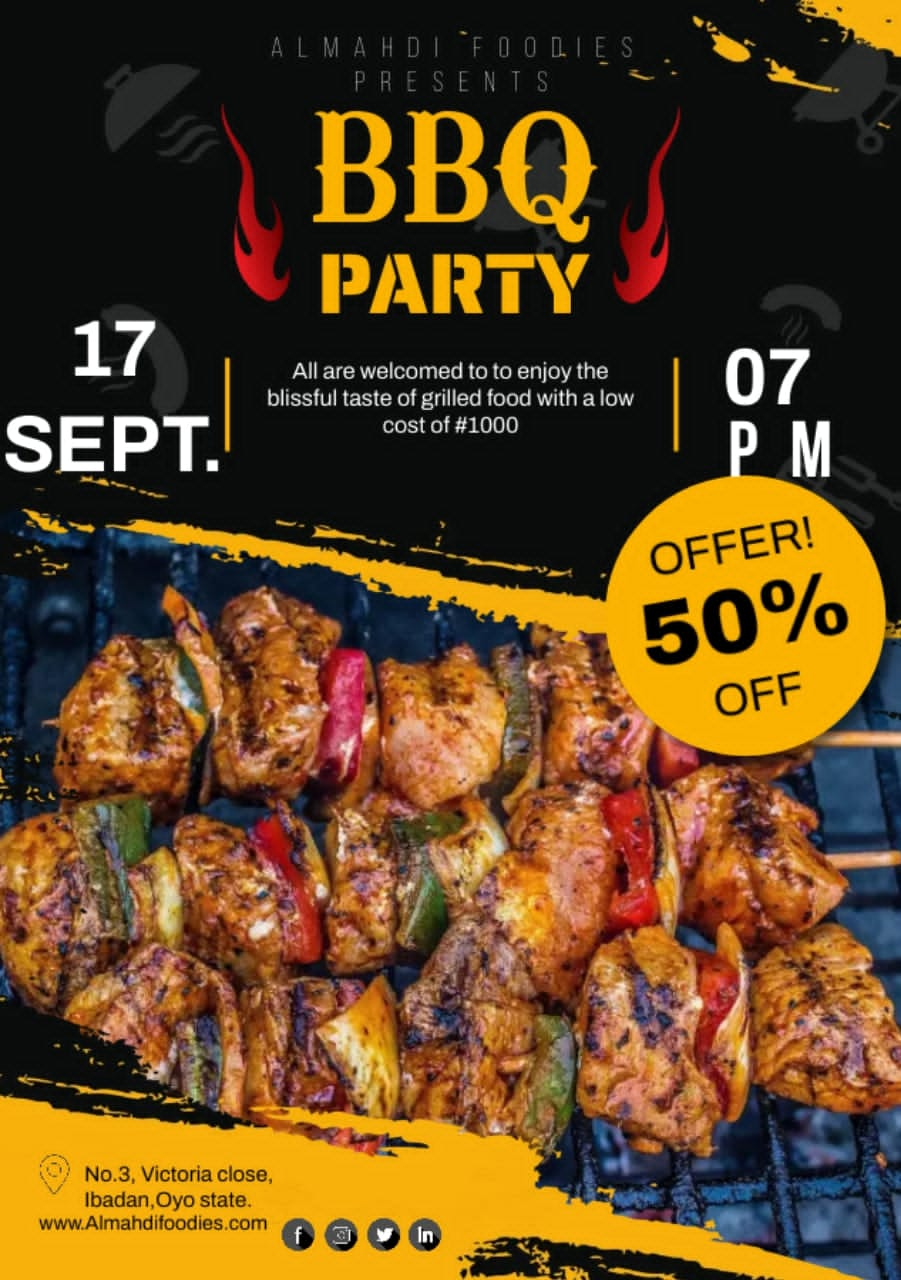 ALMAHDI FOODIES
PRESENTS
BBQ
PARTY
17
SEPT.
All are welcomed to to enjoy the
blissful taste of grilled food with a low
cost of #1000
07
PM
OFFER!
50%
OFF
No.3, Victoria close,
Ibadan,Oyo state.
www.Almahdifoodies.com
f
in